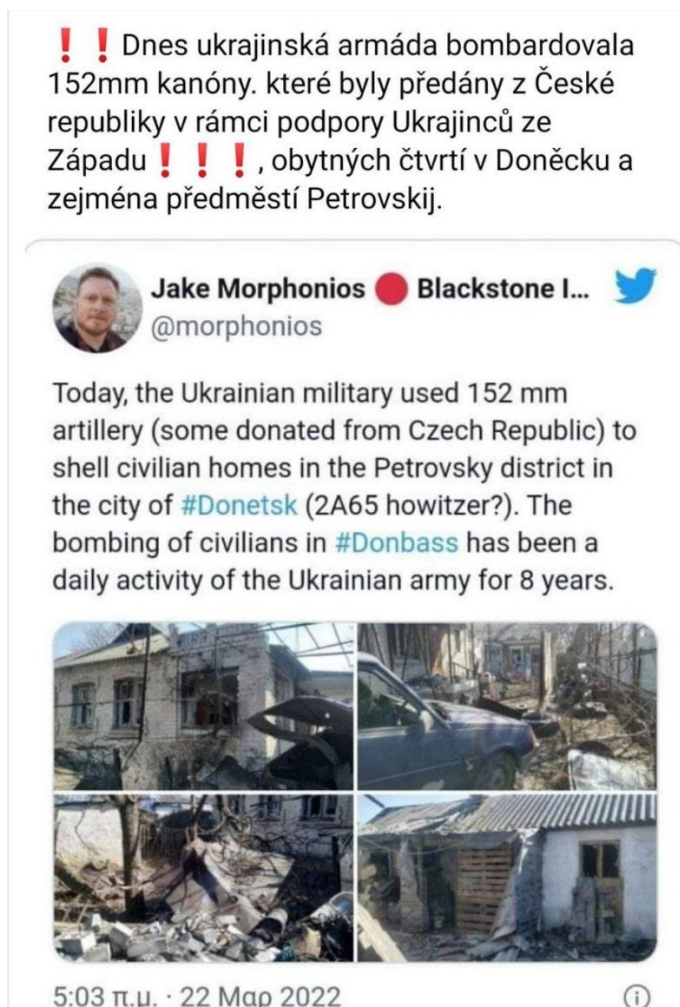 ❗❗Dnes ukrajinská armáda bombardovala
152mm kanóny. které byly předány z České
republiky v rámci podpory Ukrajinců ze
Západu❗❗❗, obytných čtvrtí v Doněcku a
zejména předměstí Petrovskij.
Jake Morphonios 🔴 Blackstone I...
@morphonios
Today, the Ukrainian military used 152 mm
artillery (some donated from Czech Republic) to
shell civilian homes in the Petrovsky district in
the city of #Donetsk (2A65 howitzer?). The
bombing of civilians in #Donbass has been a
daily activity of the Ukrainian army for 8 years.
5:03 π.μ. · 22 Μαρ 2022